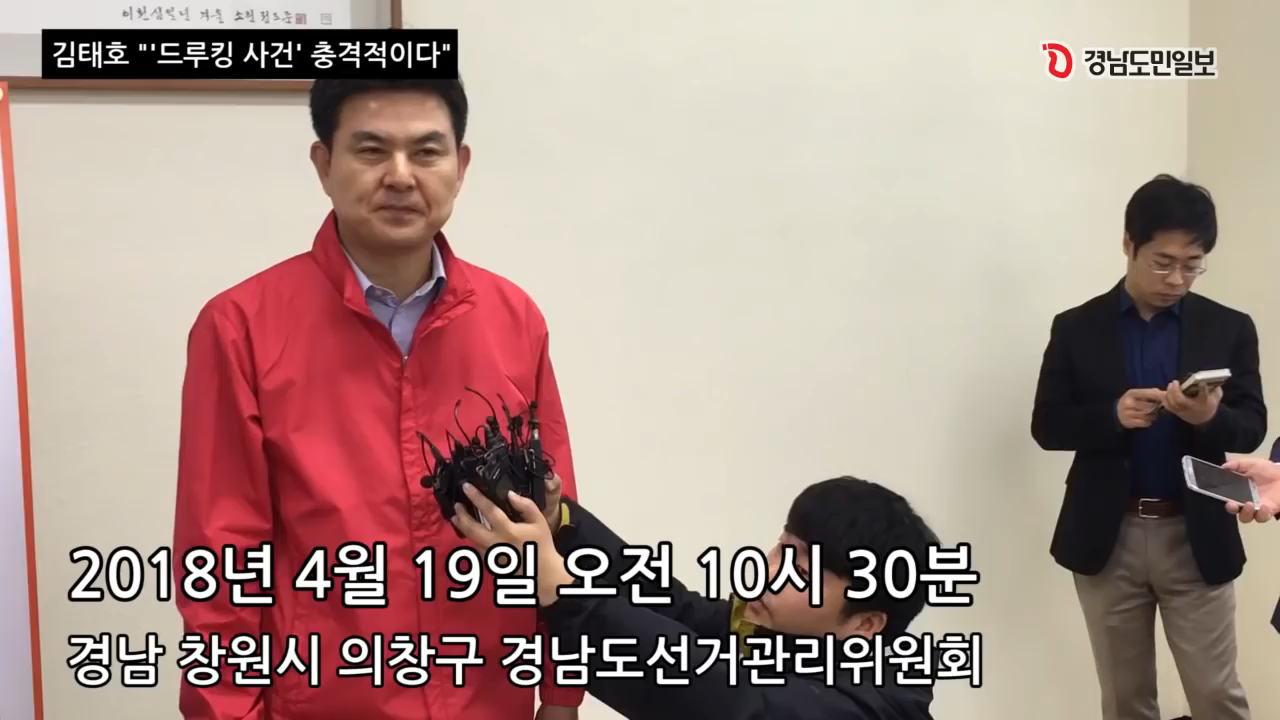 김태호 "'드루킹 사건' 충격적이다"
경남도민일보
2018년 4월 19일 오전 10시 30분
경남 창원시 의창구 경남도선거관리위원회